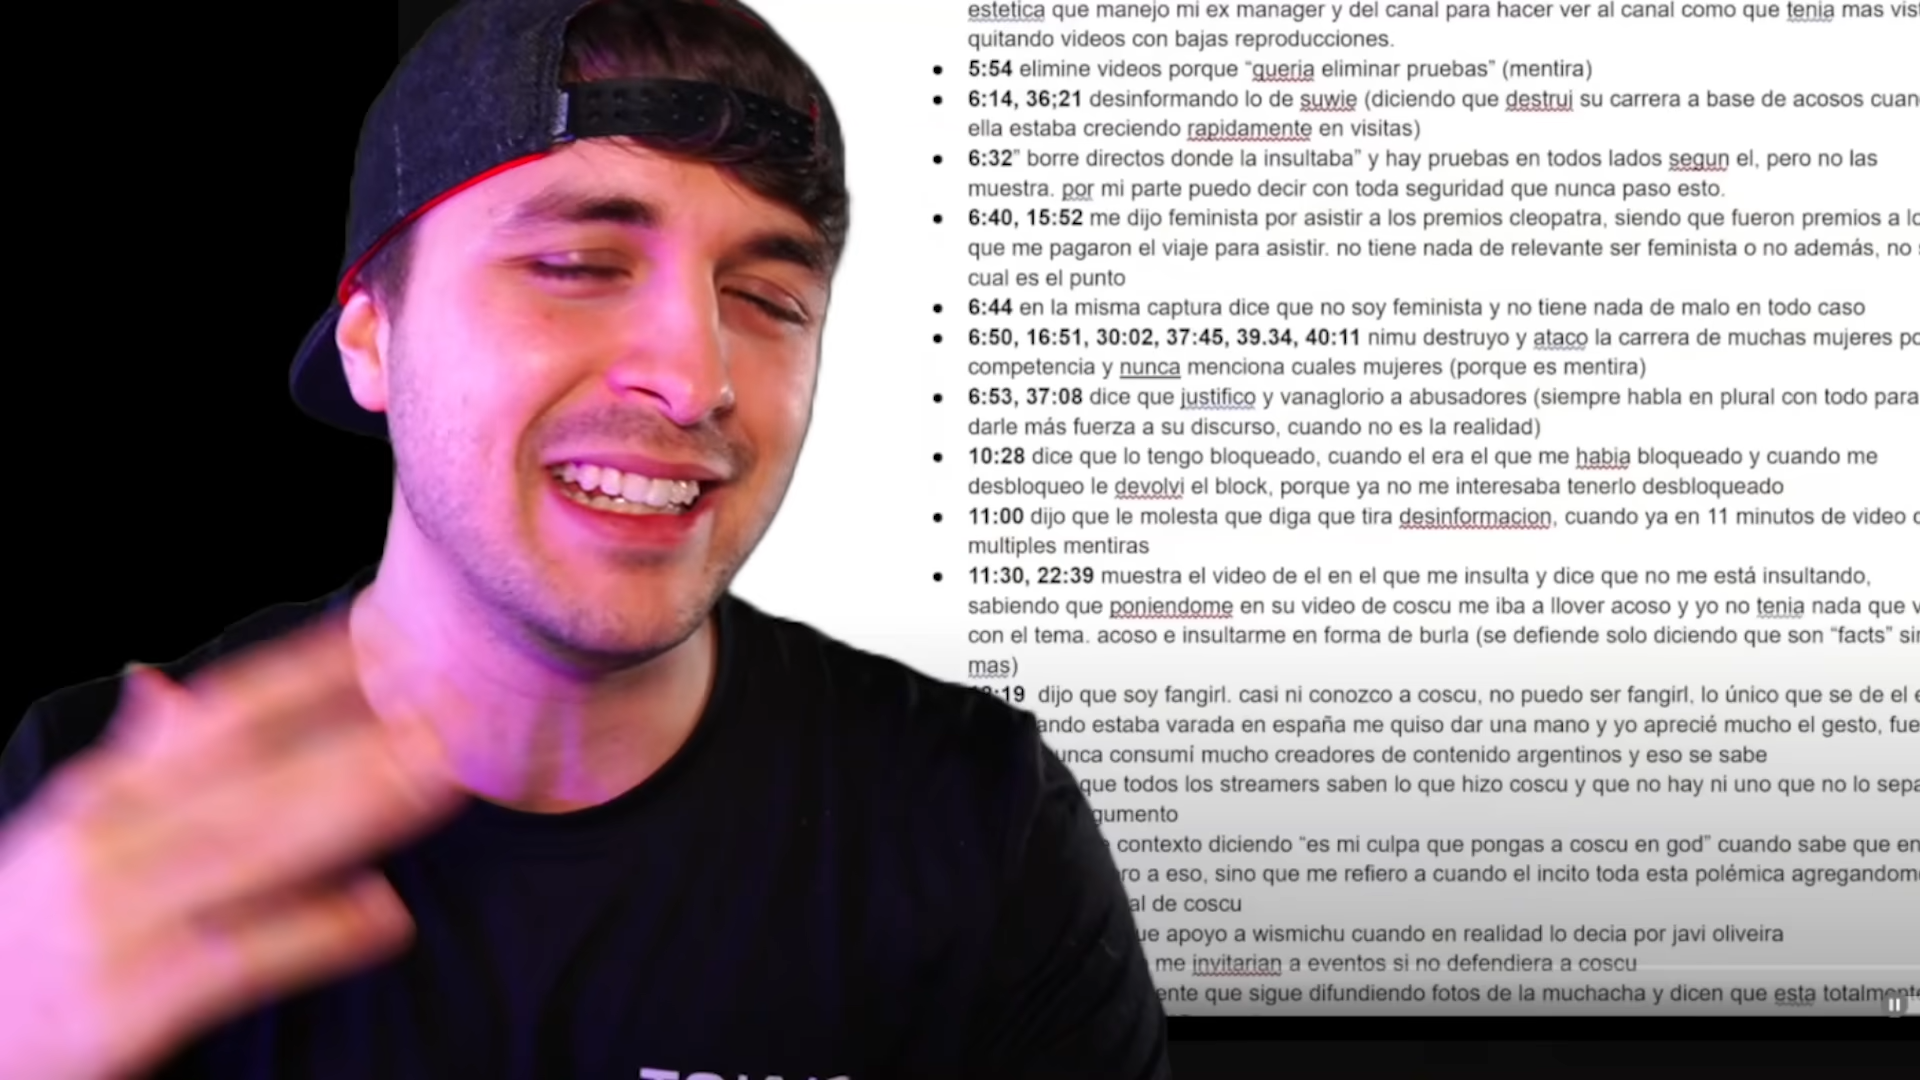 estetica que manejo mi ex manager y del canal para hacer ver al canal como que tenia mas
quitando videos con bajas reproducciones.
5:54 elimine videos porque “queria eliminar pruebas” (mentira)
6:14, 36;21 desinformando lo de suwie (diciendo que destrui su carrera a base de acosos
ella estaba creciendo rapidamente en visitas)
6:32” borre directos donde la insultaba” y hay pruebas en todos lados segun el, pero no las
muestra. por mi parte puedo decir con toda seguridad que nunca paso esto.
6:40, 15:52 me dijo feminista por asistir a los premios cleopatra, siendo que fueron premios a
que me pagaron el viaje para asistir. no tiene nada de relevante ser feminista o no además, no
cual es el punto
6:44 en la misma captura dice que no soy feminista y no tiene nada de malo en todo caso
6:50, 16:51, 30:02, 37:45, 39.34, 40:11 nimu destruyo y ataco la carrera de muchas mujeres
competencia y nunca menciona cuales mujeres (porque es mentira)
6:53, 37:08 dice que justifico y vanaglorio a abusadores (siempre habla en plural con todo para
darle más fuerza a su discurso, cuando no es la realidad)
10:28 dice que lo tengo bloqueado, cuando el era el que me habia bloqueado y cuando me
desbloqueo le devolvi el block, porque ya no me interesaba tenerlo desbloqueado
11:00 dijo que le molesta que diga que tira desinformacion, cuando ya en 11 minutos de video
multiples mentiras
11:30, 22:39 muestra el video de el en el que me insulta y dice que no me está insultando,
sabiendo que poniendome en su video de coscu me iba a llover acoso y yo no tenia nada que
con el tema. acoso e insultarme en forma de burla (se defiende solo diciendo que son “facts”
mas)
dijo que soy fangirl. casi ni conozco a coscu, no puedo ser fangirl, lo único que se de el
estaba varada en españa me quiso dar una mano y yo aprecié mucho el gesto,
consumí mucho creadores de contenido argentinos y eso se sabe
que todos los streamers saben lo que hizo coscu y que no hay ni uno que no lo
contexto diciendo “es mi culpa que pongas a coscu en god” cuando sabe que
a eso, sino que me refiero a cuando el incito toda esta polémica
de coscu
apoyo a wismichu cuando en realidad lo decia por javi oliveira
me invitarian a eventos si no defendiera a coscu
que sigue difundiendo fotos de la muchacha y dicen que esta totalmente